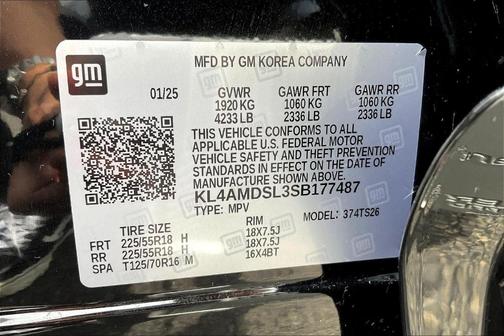 gm
MFD BY GM KOREA COMPANY
01/25 GVWR GAWR FRT GAWR RR
1920 KG 1060 KG 1060 KG
4233 LB 2336 LB 2336 LB
THIS VEHICLE CONFORMS TO ALL
APPLICABLE U.S. FEDERAL MOTOR
VEHICLE SAFETY AND THEFT PREVENTION
STANDARDS IN EFFECT ON THE DATE OF
MANUFACTURE SHOWN ABOVE.
KL4AMDSL3SB177487
TYPE: MPV MODEL: 374TS26
TIRE SIZE RIM
FRT 225/55R18 H 18X7.5J
RR 225/55R18 H 18X7.5J
SPA T125/70R16 M 16X4BT